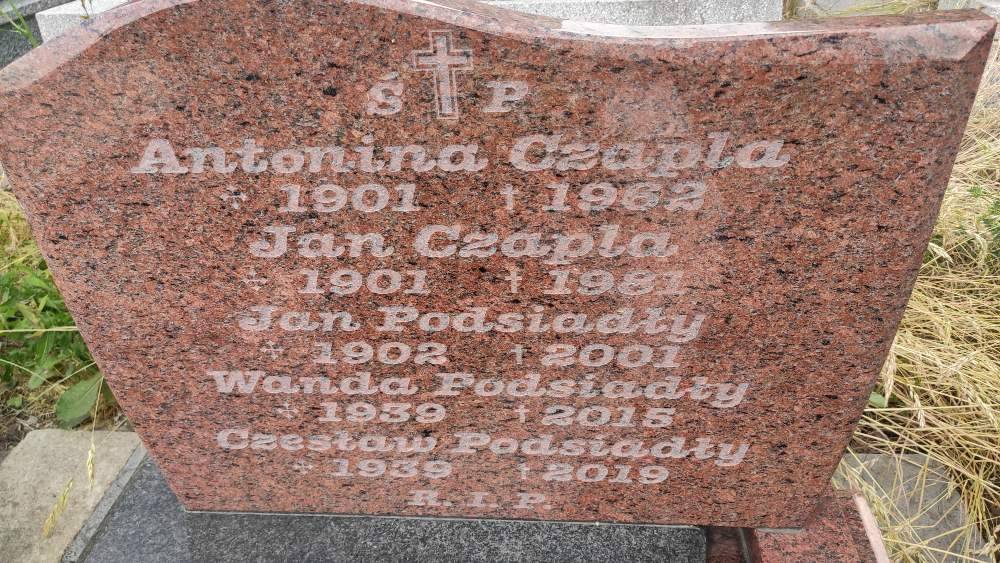 Ś P
Antonina Czapla
* 1901 † 1962
Jan Czapla
* 1901 † 1981
Jan Podsiadły
* 1902 † 2001
Wanda Podsiadły
* 1939 † 2015
Czesław Podsiadły
* 1939 † 2019
R.I.P.